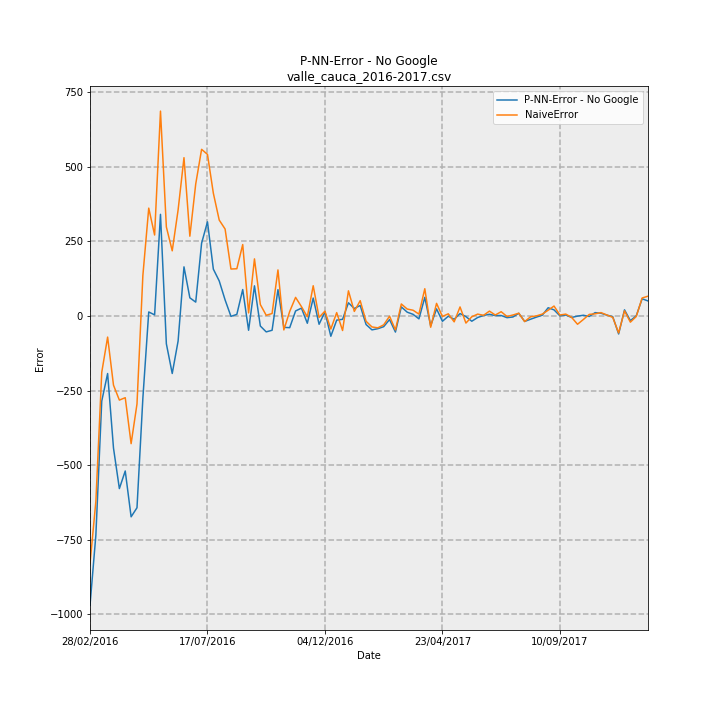 P-NN-Error - No Google
valle_cauca_2016-2017.csv
P-NN-Error - No Google
NaiveError
750
500
250
0
−250
−500
−750
−1000
Error
28/02/2016
17/07/2016
04/12/2016
23/04/2017
10/09/2017
Date